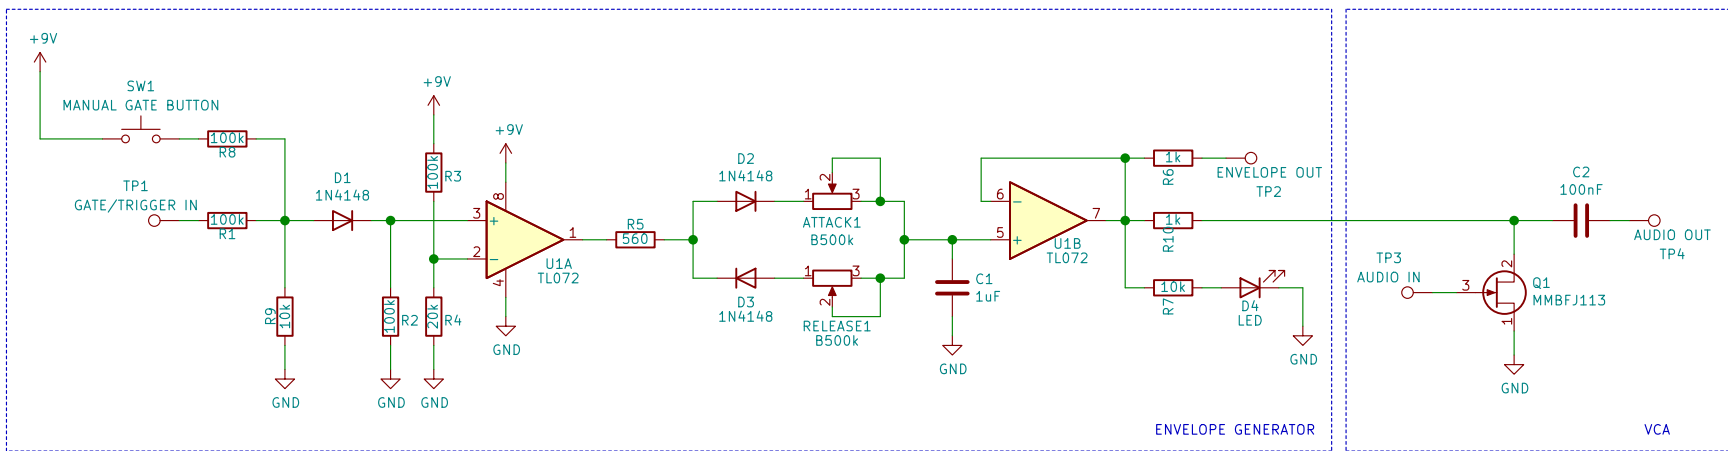 +9V
SW1
MANUAL GATE BUTTON
100k
R8
TP1
GATE/TRIGGER IN
100k
R1
R9
10k
GND
D1
1N4148
100k
R2
GND
+9V
100k
R3
20k
R4
GND
+9V
8
3
+
2
−
1
4
U1A
TL072
GND
R5
560
D2
1N4148
1
2
3
ATTACK1
B500k
D3
1N4148
1
2
3
RELEASE1
B500k
C1
1uF
GND
6
−
5
+
7
U1B
TL072
1k
R6
ENVELOPE OUT
TP2
1k
R10
10k
R7
D4
LED
GND
ENVELOPE GENERATOR
C2
100nF
AUDIO OUT
TP4
TP3
AUDIO IN
2
3
1
Q1
MMBFJ113
GND
VCA